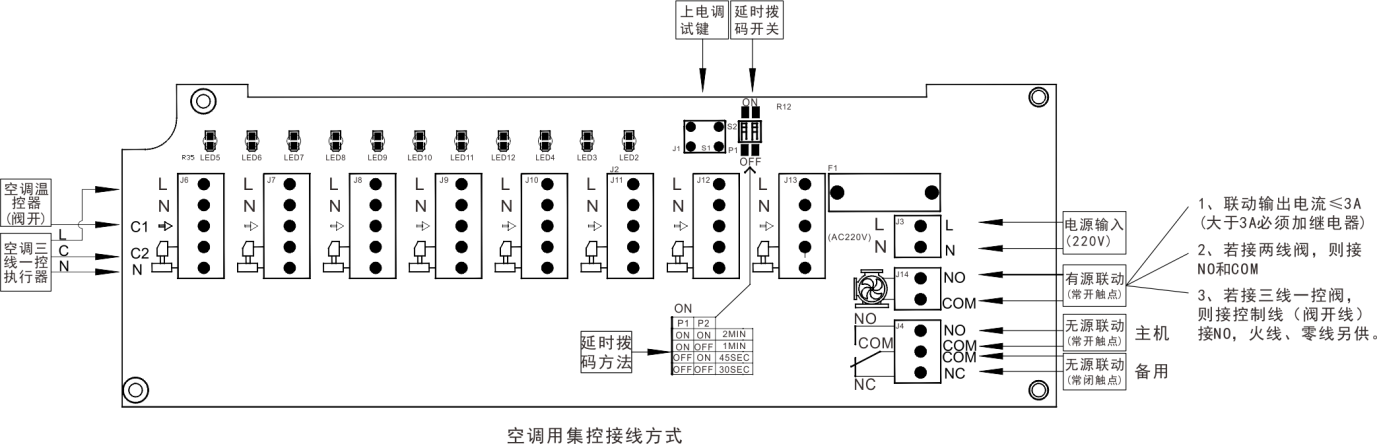 上电调
试键
延时拨
码开关
ON
R12
S2
J1
S1
P1
OFF
R35
LED5
LED6
LED7
LED8
LED9
LED10
LED11
LED12
LED4
LED3
LED2
J6
J7
J8
J9
J10
J2
J11
J12
J13
F1
L
L
L
L
L
L
L
L
N
N
N
N
N
N
N
N
空调温
控器
(阀开)
C1
空调三
线一控
执行器
L
C
N
C2
N
(AC220V)
L
N
J3
L
N
电源输入
(220V)
J14
NO
COM
有源联动
(常开触点)
1、联动输出电流≤3A
(大于3A必须加继电器)
2、若接两线阀，则接
NO和COM
3、若接三线一控阀，
则接控制线（阀开线）
接NO，火线、零线另供。
NO
COM
NC
J4
NO
COM
COM
NC
无源联动
(常开触点)
主机
无源联动
(常闭触点)
备用
延时拨
码方法
ON
P1 P2
ON ON 2MIN
ON OFF 1MIN
OFF ON 45SEC
OFF OFF 30SEC
空调用集控接线方式